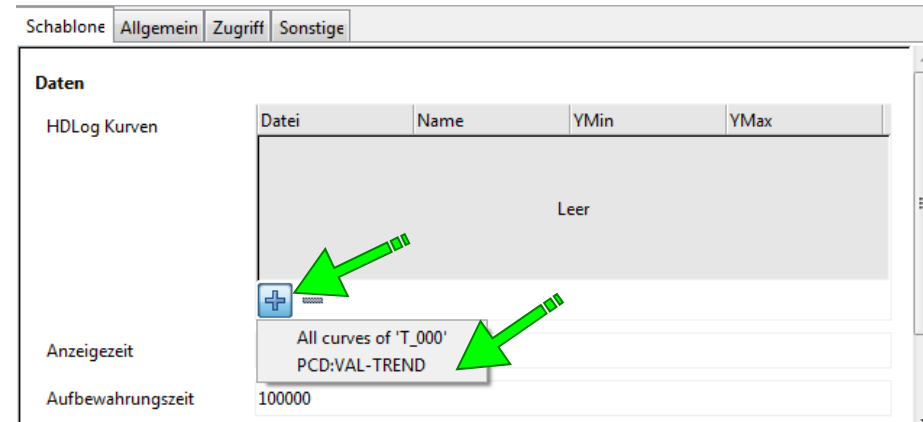 Schablone Allgemein Zugriff Sonstige
Daten
HDLog Kurven
Datei Name YMin YMax
Leer
All curves of 'T_000'
PCD:VAL-TREND
Anzeigezeit
Aufbewahrungszeit 100000